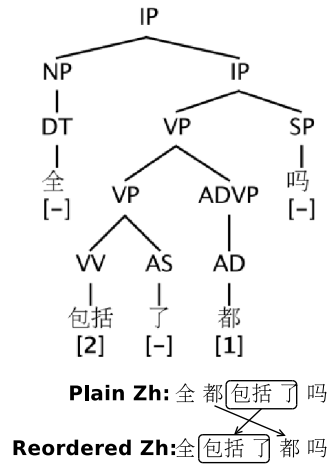 IP
NP IP
DT VP SP
全 VP ADVP 吗
[-] [-]
VV AS AD
包括 了 都
[2] [-] [1]
Plain Zh: 全 都 包括 了 吗
Reordered Zh: 全 包括 了 都 吗